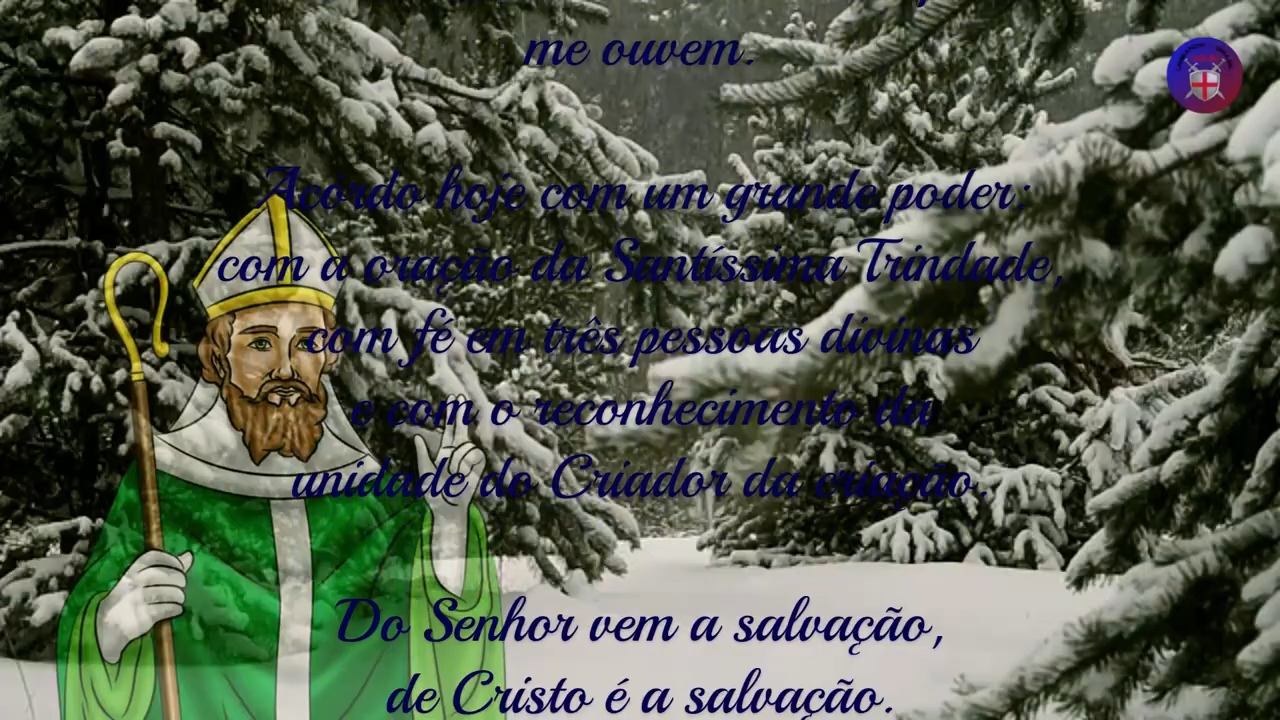 me ouvem.
Acordo hoje com um grande poder:
com a oração da Santíssima Trindade,
com fé em três pessoas divinas
e com o reconhecimento da
unidade do Criador da criação.
Do Senhor vem a salvação,
de Cristo é a salvação.